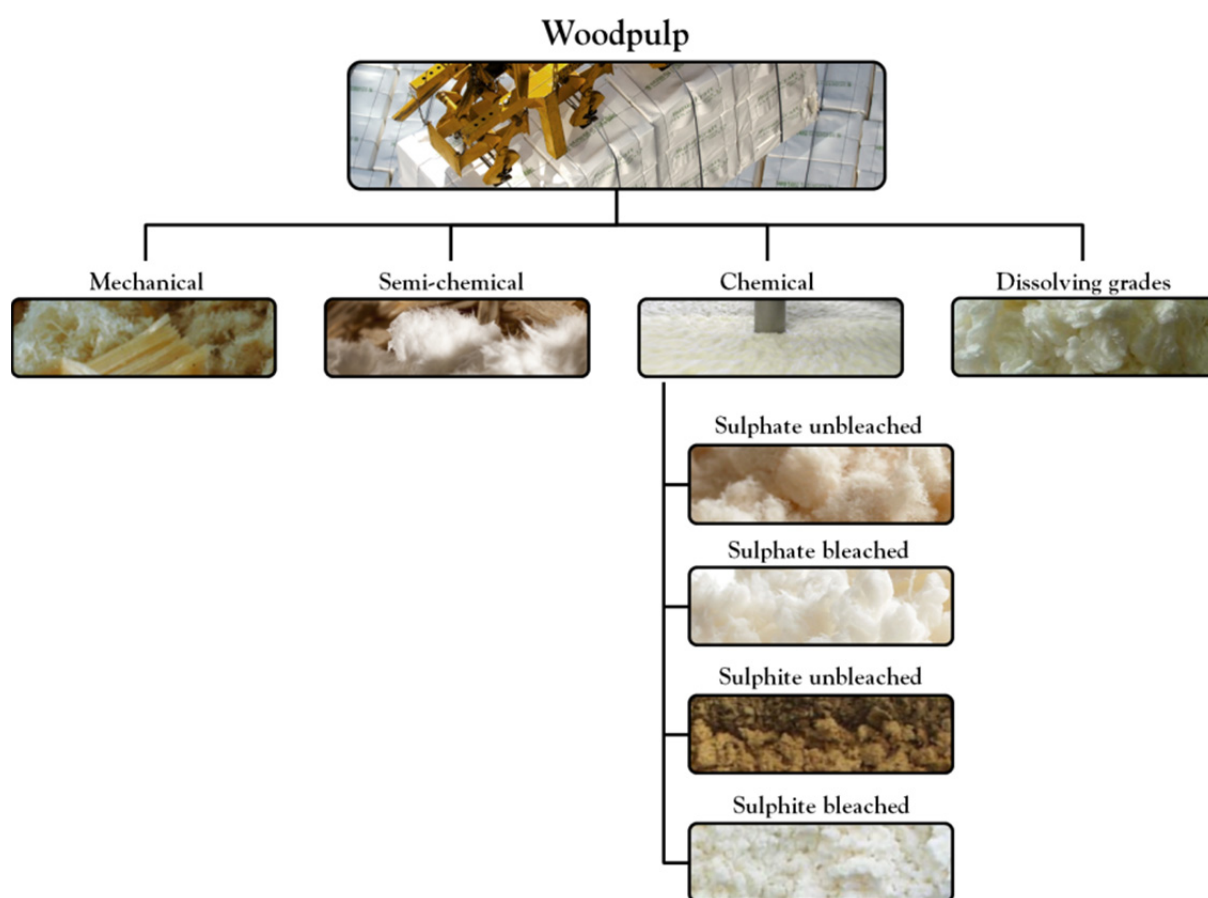 Woodpulp
Mechanical
Semi-chemical
Chemical
Dissolving grades
Sulphate unbleached
Sulphate bleached
Sulphite unbleached
Sulphite bleached